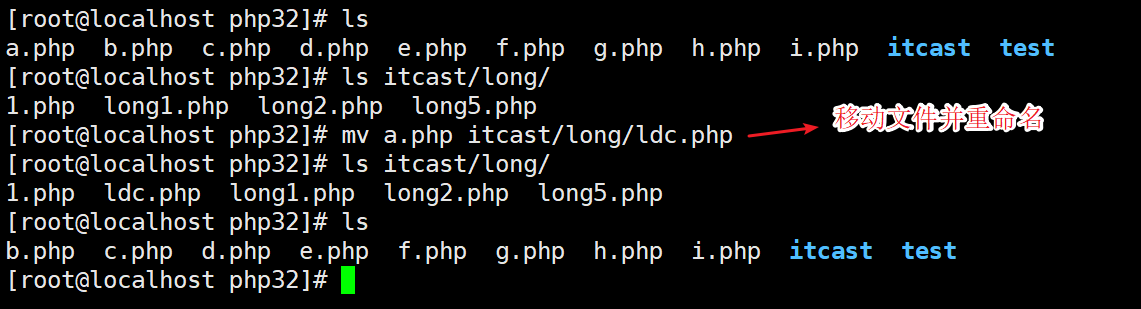 [root@localhost php32]# ls
a.php  b.php  c.php  d.php  e.php  f.php  g.php  h.php  i.php  itcast  test
[root@localhost php32]# ls itcast/long/
1.php  long1.php  long2.php  long5.php
[root@localhost php32]# mv a.php itcast/long/ldc.php
移动文件并重命名
[root@localhost php32]# ls itcast/long/
1.php  ldc.php  long1.php  long2.php  long5.php
[root@localhost php32]# ls
b.php  c.php  d.php  e.php  f.php  g.php  h.php  i.php  itcast  test
[root@localhost php32]#